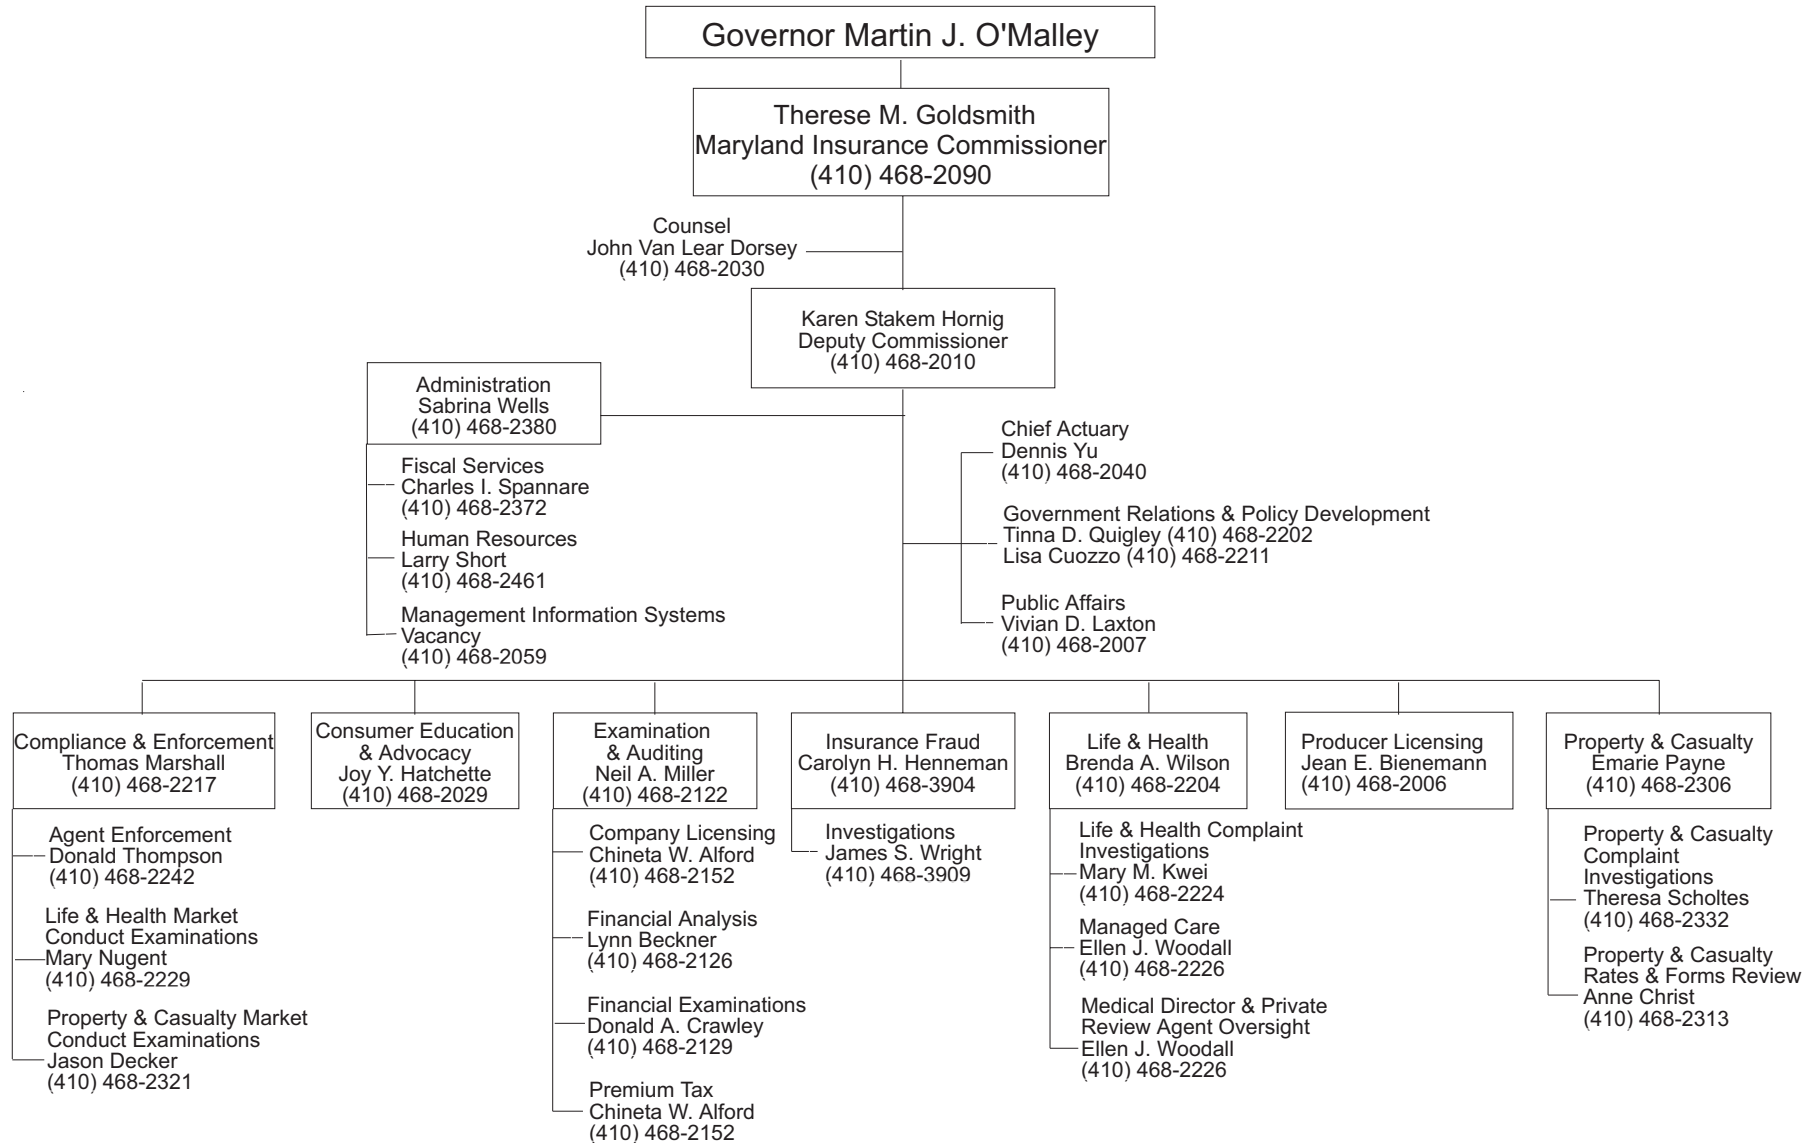 Governor Martin J. O'Malley
Therese M. Goldsmith
Maryland Insurance Commissioner
(410) 468-2090
Counsel
John Van Lear Dorsey
(410) 468-2030
Karen Stakem Hornig
Deputy Commissioner
(410) 468-2010
Administration
Sabrina Wells
(410) 468-2380
Fiscal Services
Charles I. Spannare
(410) 468-2372
Human Resources
Larry Short
(410) 468-2461
Management Information Systems
Vacancy
(410) 468-2059
Chief Actuary
Dennis Yu
(410) 468-2040
Government Relations & Policy Development
Tinna D. Quigley (410) 468-2202
Lisa Cuozzo (410) 468-2211
Public Affairs
Vivian D. Laxton
(410) 468-2007
Compliance & Enforcement
Thomas Marshall
(410) 468-2217
Agent Enforcement
Donald Thompson
(410) 468-2242
Life & Health Market
Conduct Examinations
Mary Nugent
(410) 468-2229
Property & Casualty Market
Conduct Examinations
Jason Decker
(410) 468-2321
Consumer Education
& Advocacy
Joy Y. Hatchette
(410) 468-2029
Examination
& Auditing
Neil A. Miller
(410) 468-2122
Company Licensing
Chineta W. Alford
(410) 468-2152
Financial Analysis
Lynn Beckner
(410) 468-2126
Financial Examinations
Donald A. Crawley
(410) 468-2129
Premium Tax
Chineta W. Alford
(410) 468-2152
Insurance Fraud
Carolyn H. Henneman
(410) 468-3904
Investigations
James S. Wright
(410) 468-3909
Life & Health
Brenda A. Wilson
(410) 468-2204
Life & Health Complaint
Investigations
Mary M. Kwei
(410) 468-2224
Managed Care
Ellen J. Woodall
(410) 468-2226
Medical Director & Private
Review Agent Oversight
Ellen J. Woodall
(410) 468-2226
Producer Licensing
Jean E. Bienemann
(410) 468-2006
Property & Casualty
Emarie Payne
(410) 468-2306
Property & Casualty
Complaint
Investigations
Theresa Scholtes
(410) 468-2332
Property & Casualty
Rates & Forms Review
Anne Christ
(410) 468-2313